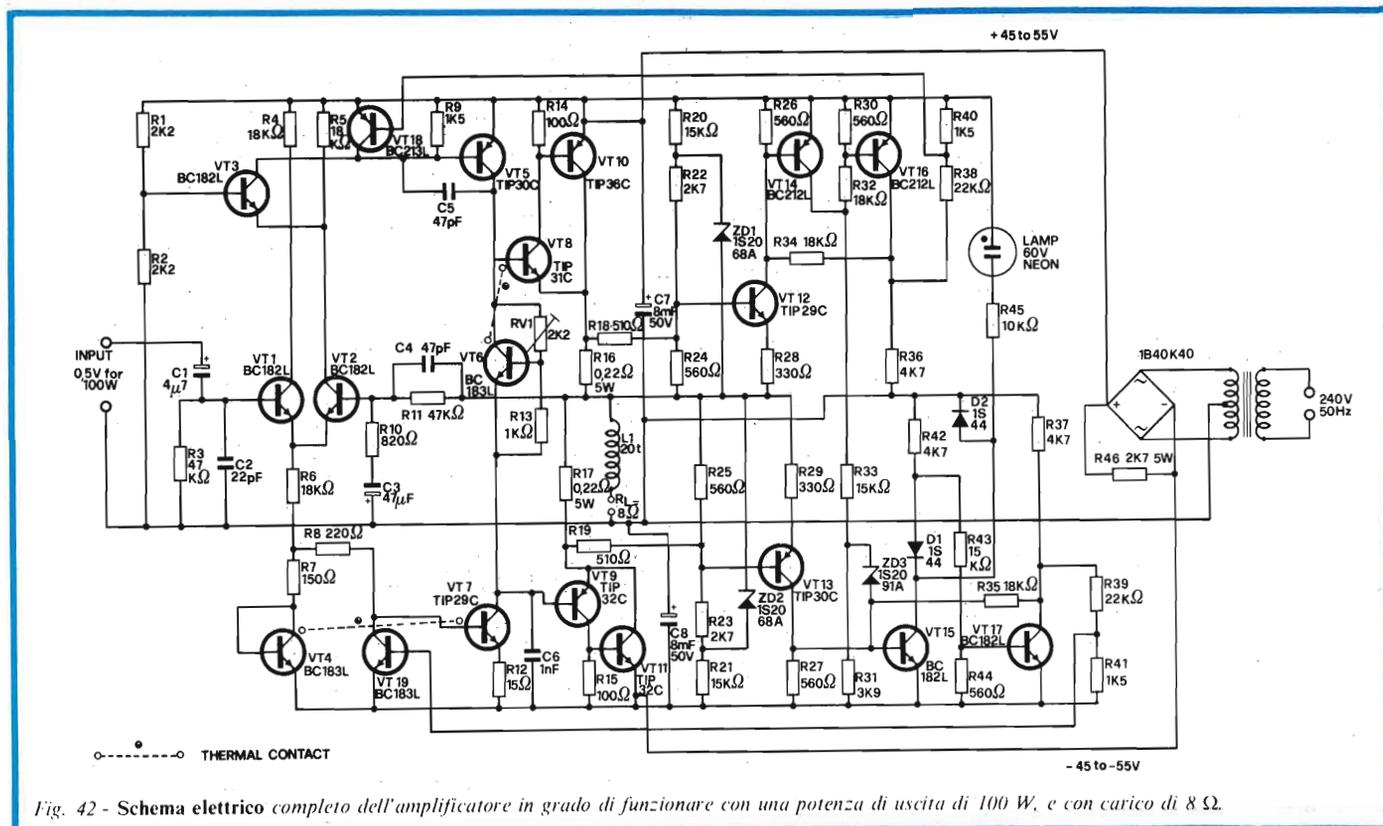 + 45 to 55V
R1
2K2
R4
18KΩ
R5
18
KΩ
VT18
BC213L
R9
1K5
R14
100Ω
VT3
BC182L
VT5
TIP30C
VT10
TIP36C
R20
15KΩ
R26
560Ω
R30
560Ω
R40
1K5
VT14
BC212L
VT16
BC212L
R22
2K7
R32
18KΩ
R38
22KΩ
C5
47pF
R2
2K2
VT8
TIP
31C
ZD1
1S20
68A
R34 18KΩ
LAMP
60V
NEON
C7
8mF
50V
VT12
TIP29C
RV1
2K2
R18-510Ω
R45
10KΩ
INPUT
0,5V for
100W
C1
4μ7
VT1
BC182L
VT2
BC182L
C4 47pF
VT6
BC
183L
R16
0,22Ω
5W
R24
560Ω
R28
330Ω
R36
4K7
1B40K40
R11 47KΩ
D2
1S
44
240V
50Hz
+
-
R10
820Ω
R13
1KΩ
L1
20t
R42
4K7
R37
4K7
R3
47
KΩ
C2
22pF
R6
18KΩ
C3
47μF
R17
0,22Ω
5W
RL=
8Ω
R25
560Ω
R29
330Ω
R33
15KΩ
R46 2K7 5W
R8 220Ω
R19
510Ω
D1
1S
44
R43
15
KΩ
R7
150Ω
VT7
TIP29C
VT9
TIP
32C
VT13
TIP30C
ZD3
1S20
91A
R35 18KΩ
R39
22KΩ
ZD2
1S20
68A
C8
8mF
50V
R23
2K7
VT4
BC183L
VT19
BC183L
R12
15Ω
C6
1nF
R15
100Ω
VT11
TIP
32C
R21
15KΩ
R27
560Ω
R31
3K9
VT15
BC
182L
VT17
BC182L
R44
560Ω
R41
1K5
THERMAL CONTACT
- 45 to -55V
Fig. 42 - Schema elettrico completo dell'amplificatore in grado di funzionare con una potenza di uscita di 100 W, e con carico di 8 Ω.